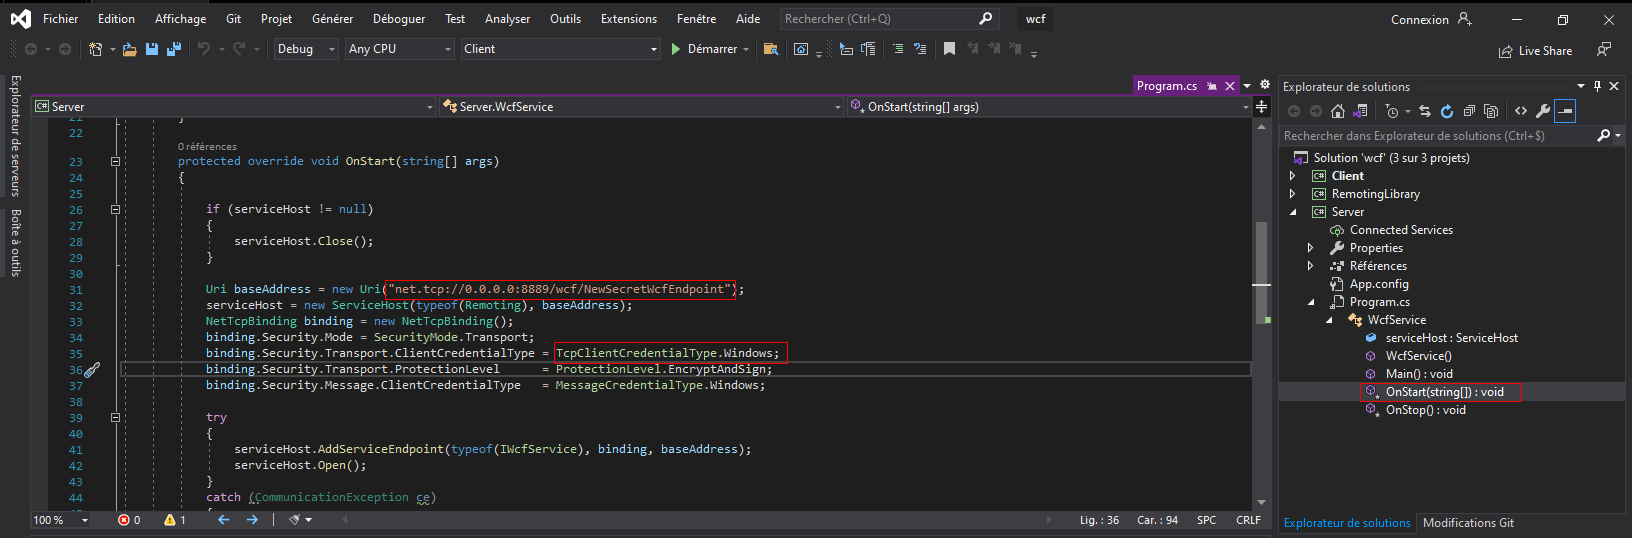 Fichier Edition Affichage Git Projet Générer Déboguer Test Analyser Outils Extensions Fenêtre Aide Rechercher (Ctrl+Q) wcf Connexion
Debug Any CPU Client Démarrer Live Share
Explorateur de serveurs
Boîte à outils
Program.cs
Server Server.WcfService OnStart(string[] args)
21 }
22
0 références
23 protected override void OnStart(string[] args)
24 {
25
26 if (serviceHost != null)
27 {
28 serviceHost.Close();
29 }
30
31 Uri baseAddress = new Uri("net.tcp://0.0.0.0:8889/wcf/NewSecretWcfEndpoint");
32 serviceHost = new ServiceHost(typeof(Remoting), baseAddress);
33 NetTcpBinding binding = new NetTcpBinding();
34 binding.Security.Mode = SecurityMode.Transport;
35 binding.Security.Transport.ClientCredentialType = TcpClientCredentialType.Windows;
36 binding.Security.Transport.ProtectionLevel = ProtectionLevel.EncryptAndSign;
37 binding.Security.Message.ClientCredentialType = MessageCredentialType.Windows;
38
39 try
40 {
41 serviceHost.AddServiceEndpoint(typeof(IWcfService), binding, baseAddress);
42 serviceHost.Open();
43 }
44 catch (CommunicationException ce)
100 % 0 1 Lig. : 36 Car. : 94 SPC CRLF
Explorateur de solutions
Rechercher dans Explorateur de solutions (Ctrl+$)
Solution 'wcf' (3 sur 3 projets)
C# Client
C# RemotingLibrary
C# Server
Connected Services
Properties
Références
App.config
Program.cs
WcfService
serviceHost : ServiceHost
WcfService()
Main() : void
OnStart(string[]) : void
OnStop() : void
Explorateur de solutions Modifications Git